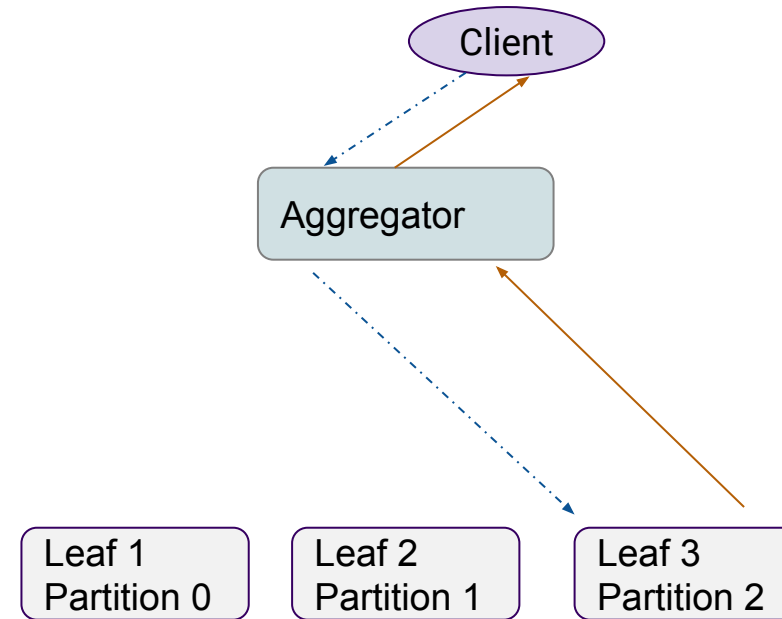 Client
Aggregator
Leaf 1
Partition 0
Leaf 2
Partition 1
Leaf 3
Partition 2